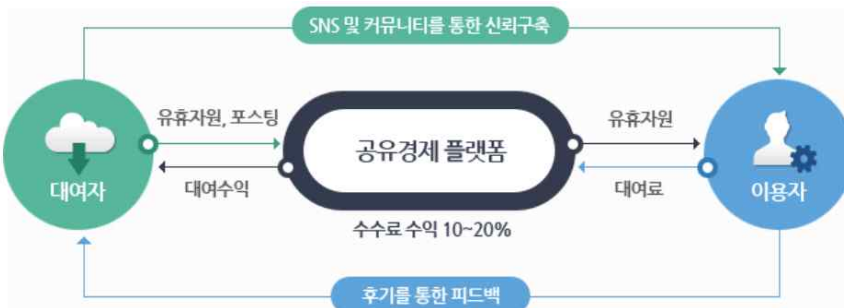 SNS 및 커뮤니티를 통한 신뢰구축
유휴자원, 포스팅
유휴자원
공유경제 플랫폼
대여자
대여수익
대여료
이용자
수수료 수익 10~20%
후기를 통한 피드백